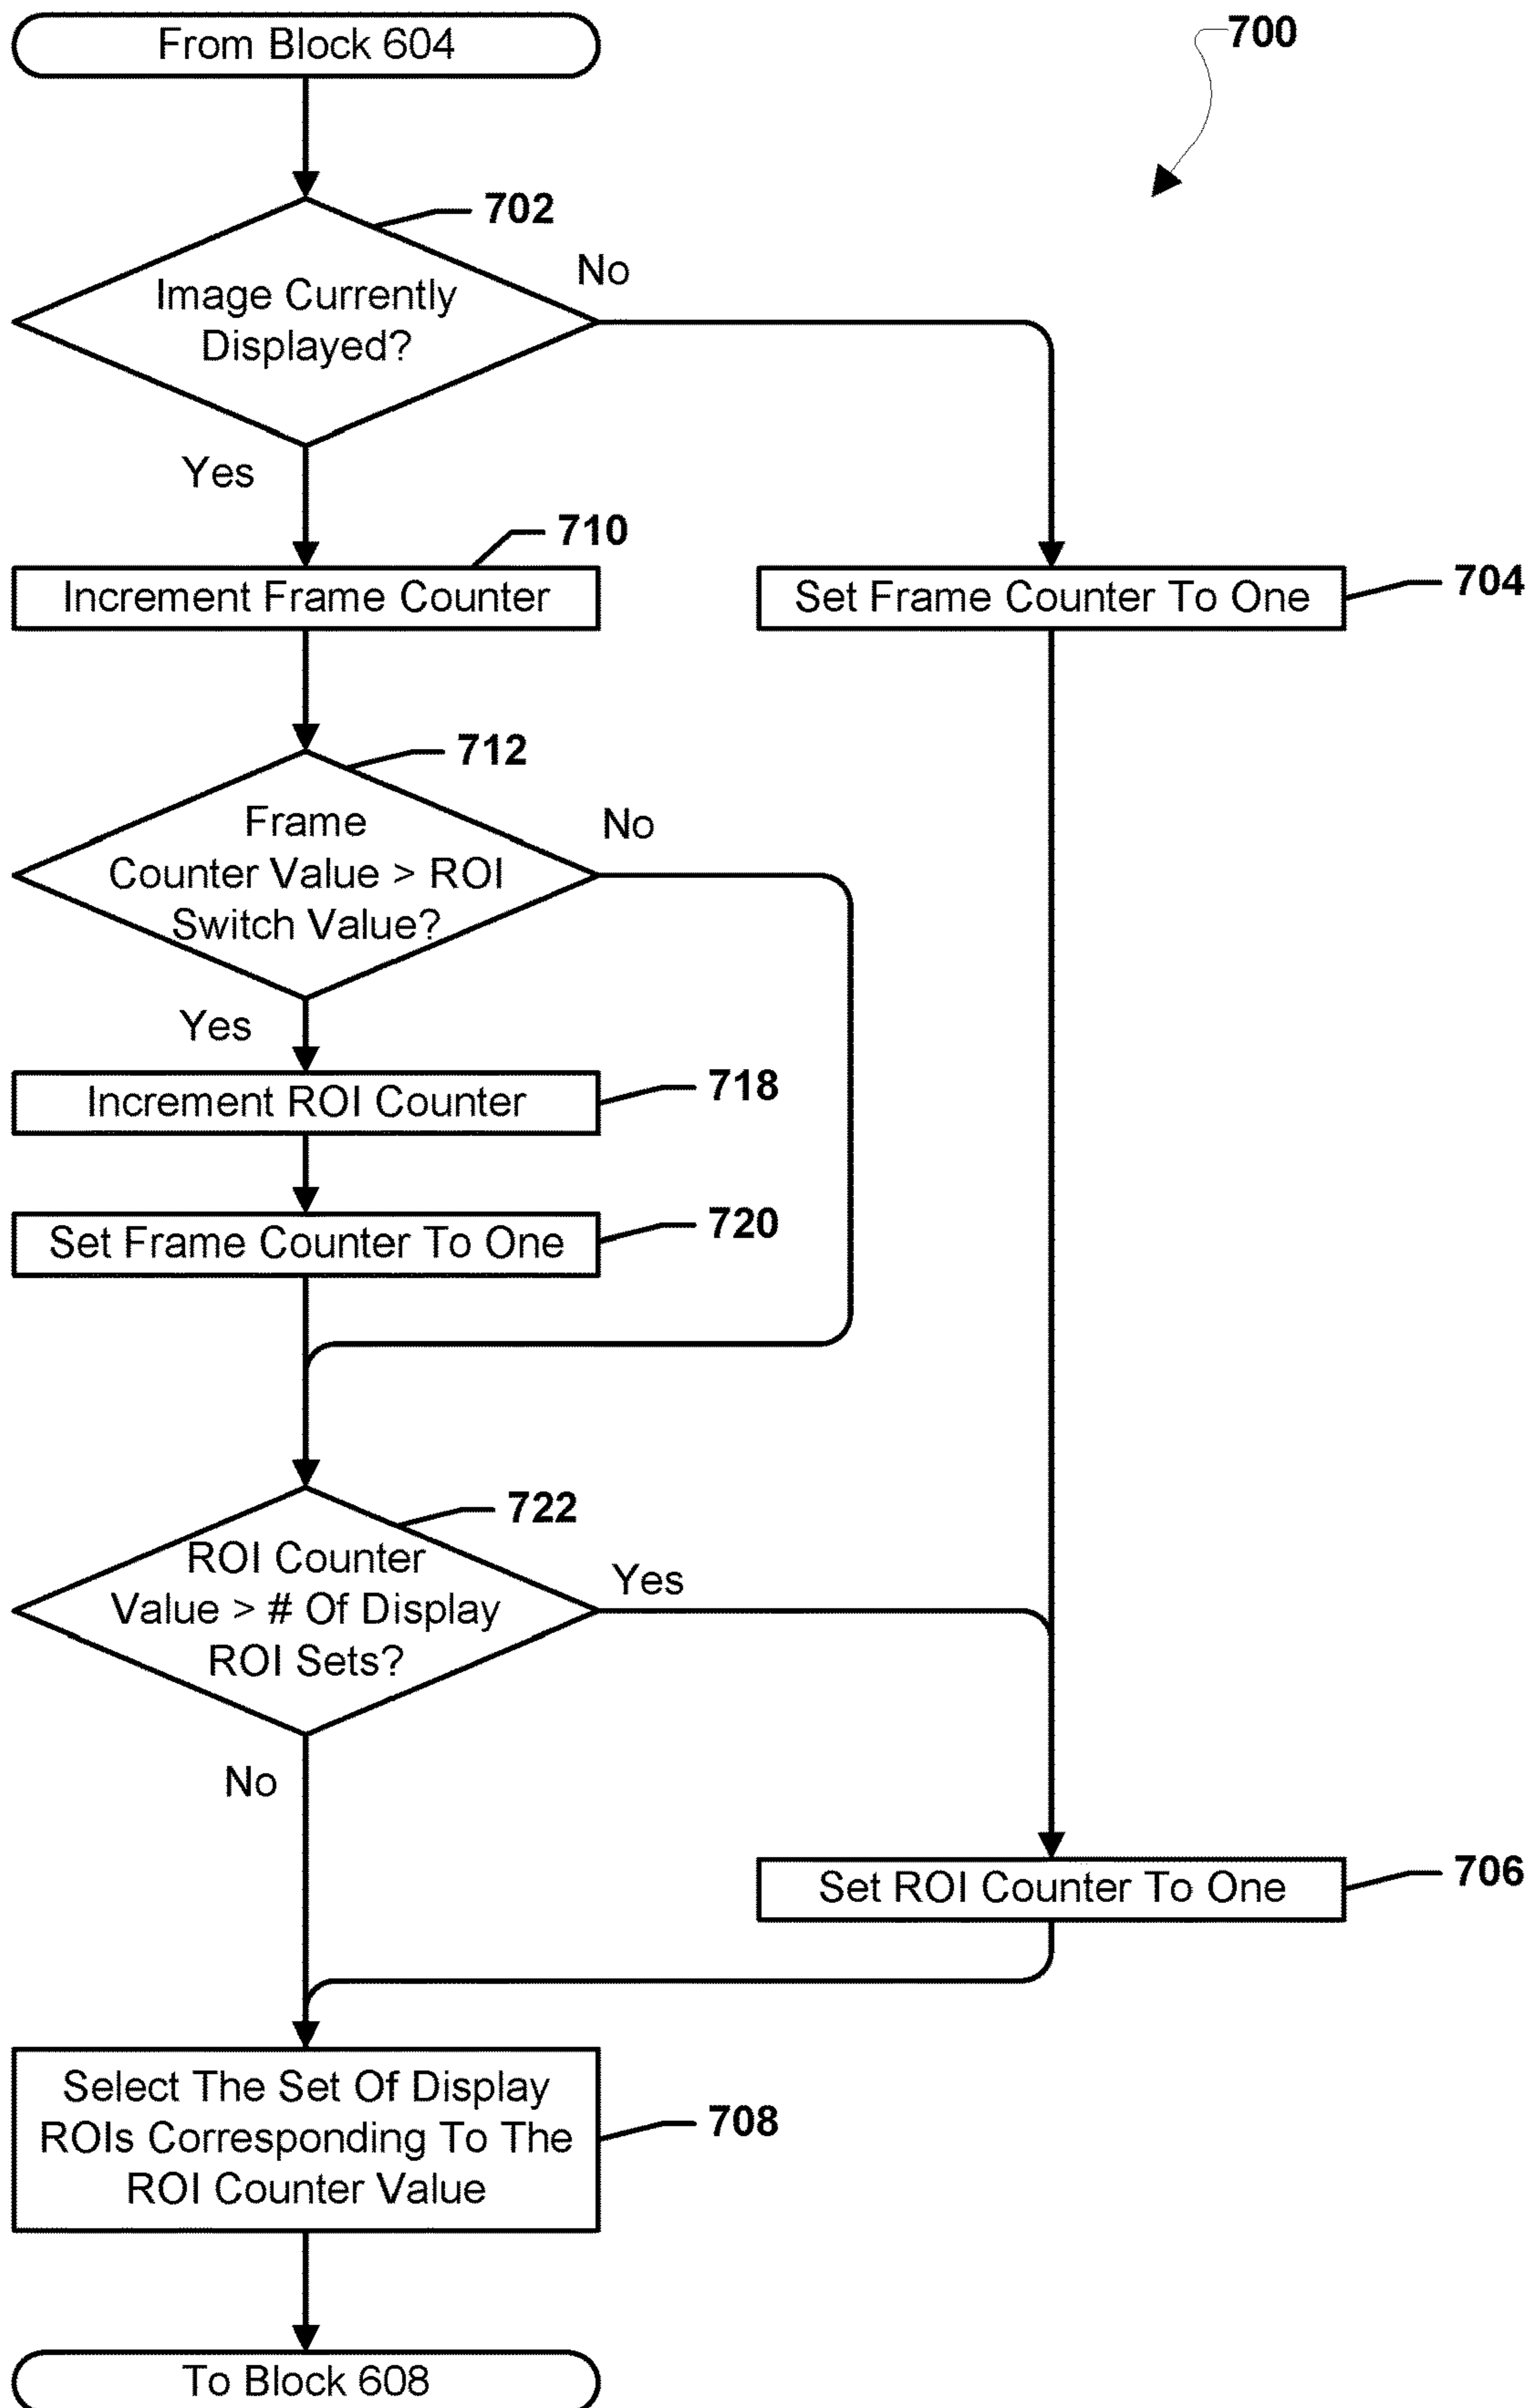 From Block 604
700
702
Image Currently
Displayed?
No
Yes
710
Increment Frame Counter
Set Frame Counter To One
704
712
Frame
Counter Value > ROI
Switch Value?
No
Yes
Increment ROI Counter
718
Set Frame Counter To One
720
722
ROI Counter
Value > # Of Display
ROI Sets?
Yes
No
Set ROI Counter To One
706
Select The Set Of Display
ROIs Corresponding To The
ROI Counter Value
708
To Block 608